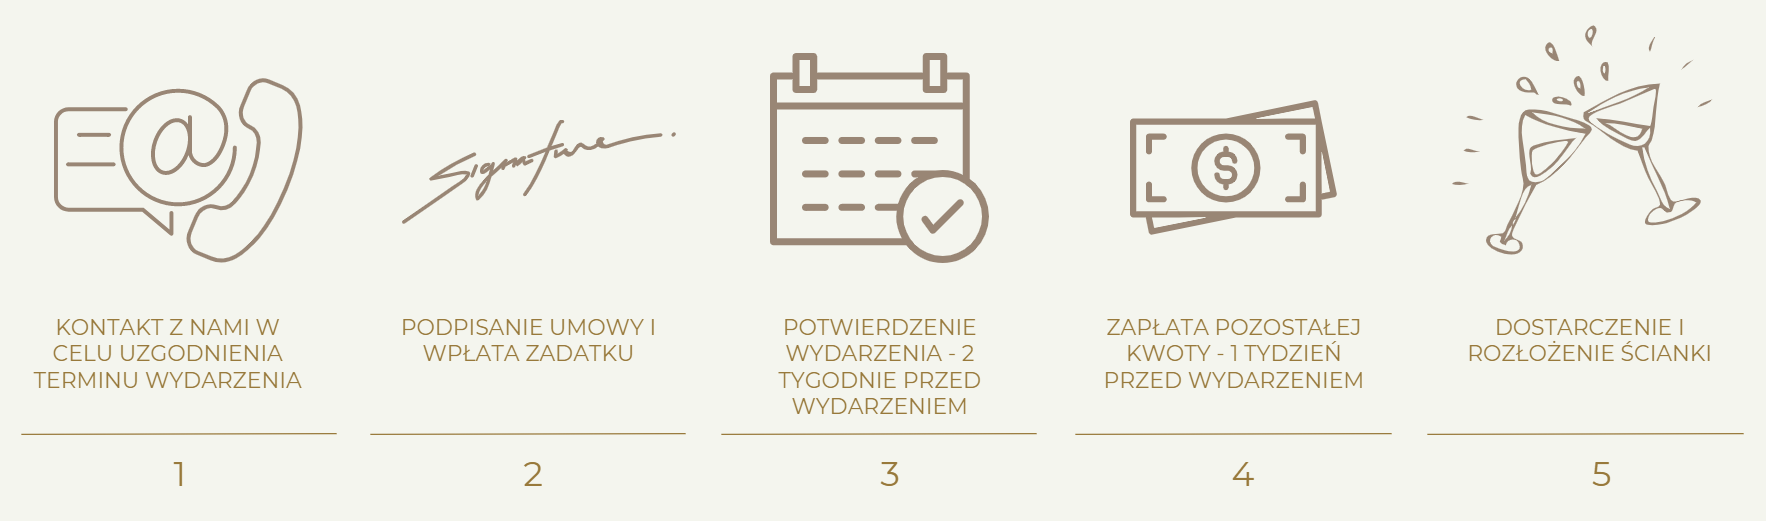 Signature
$
KONTAKT Z NAMI W
CELU UZGODNIENIA
TERMINU WYDARZENIA
1
PODPISANIE UMOWY I
WPŁATA ZADATKU
2
POTWIERDZENIE
WYDARZENIA - 2
TYGODNIE PRZED
WYDARZENIEM
3
ZAPŁATA POZOSTAŁEJ
KWOTY - 1 TYDZIEŃ
PRZED WYDARZENIEM
4
DOSTARCZENIE I
ROZŁOŻENIE ŚCIANKI
5